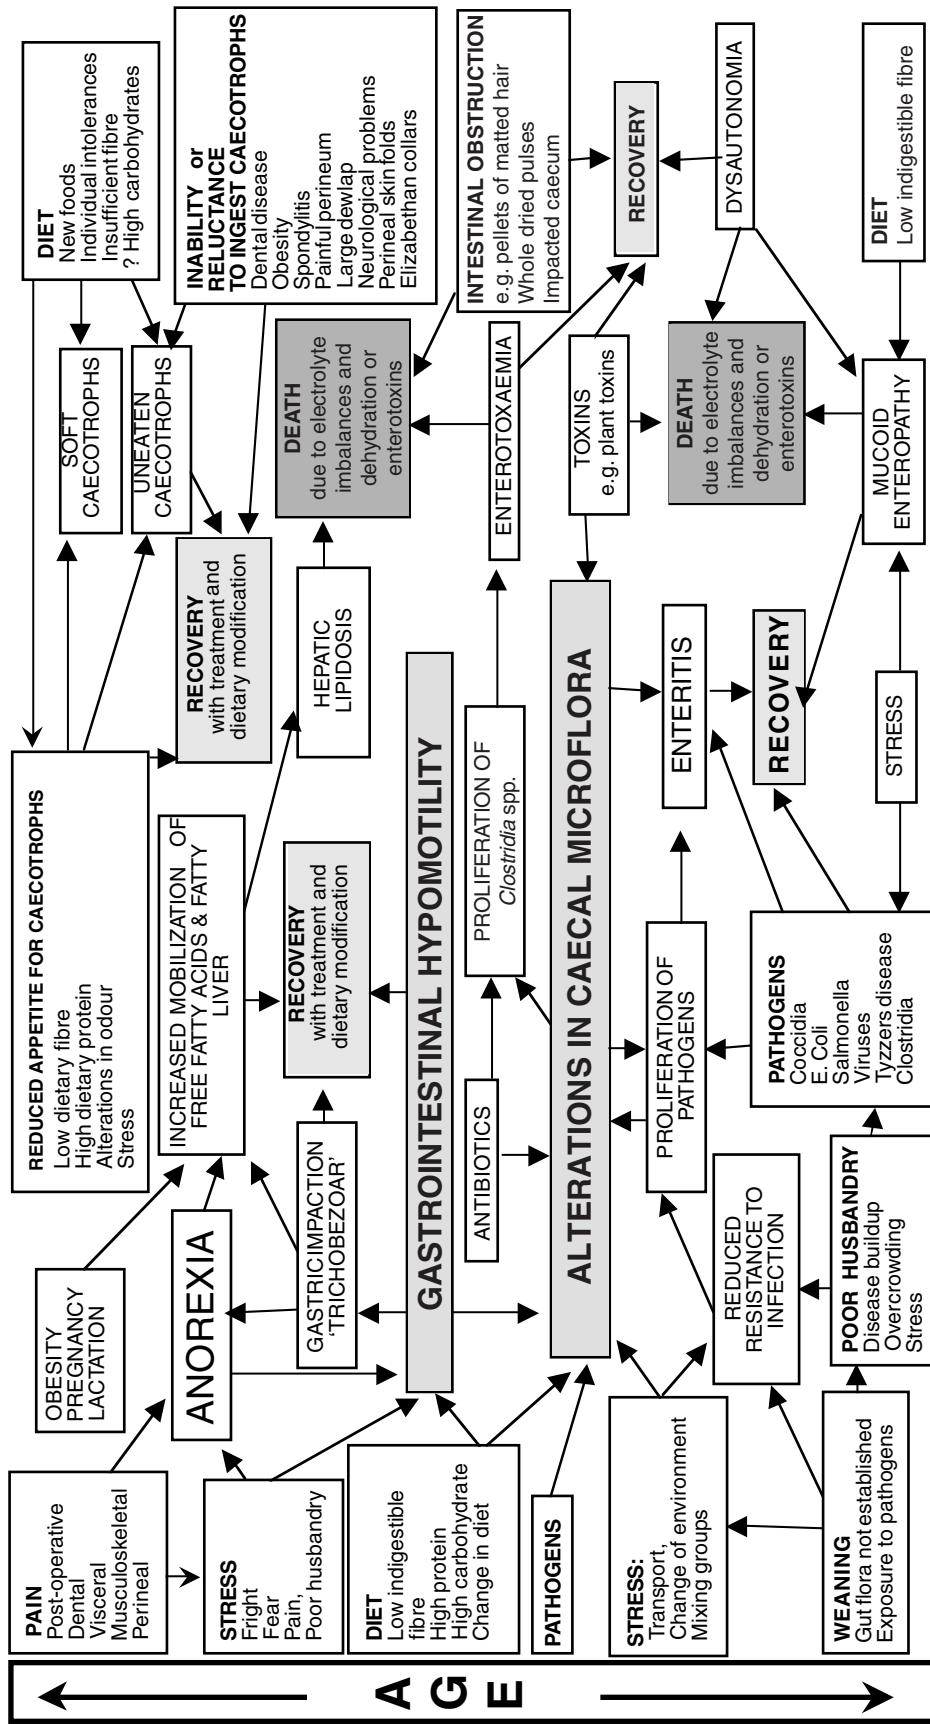 AGE
PAIN
Post-operative
Dental
Visceral
Musculoskeletal
Perineal
STRESS
Fright
Fear
Pain,
Poor husbandry
DIET
Low indigestible
fibre
High protein
High carbohydrate
Change in diet
PATHOGENS
STRESS:
Transport,
Change of environment
Mixing groups
WEANING
Gut flora not established
Exposure to pathogens
OBESITY
PREGNANCY
LACTATION
ANOREXIA
GASTRIC IMPACTION
‘TRICHOBEZOAR’
REDUCED
RESISTANCE TO
INFECTION
POOR HUSBANDRY
Disease buildup
Overcrowding
Stress
REDUCED APPETITE FOR CAECOTROPHS
Low dietary fibre
High dietary protein
Alterations in odour
Stress
INCREASED MOBILIZATION OF
FREE FATTY ACIDS & FATTY
LIVER
RECOVERY
with treatment and
dietary modification
GASTROINTESTINAL HYPOMOTILITY
ANTIBIOTICS
PROLIFERATION OF
Clostridia spp.
ALTERATIONS IN CAECAL MICROFLORA
PROLIFERATION OF
PATHOGENS
PATHOGENS
Coccidia
E. Coli
Salmonella
Viruses
Tyzzers disease
Clostridia
RECOVERY
with treatment and
dietary modification
HEPATIC
LIPIDOSIS
ENTERITIS
RECOVERY
STRESS
SOFT
CAECOTROPHS
UNEATEN
CAECOTROPHS
DEATH
due to electrolyte
imbalances and
dehydration or
enterotoxins
ENTEROTOXAEMIA
TOXINS
e.g. plant toxins
DEATH
due to electrolyte
imbalances and
dehydration or
enterotoxins
MUCOID
ENTEROPATHY
DIET
New foods
Individual intolerances
Insufficient fibre
? High carbohydrates
INABILITY or
RELUCTANCE
TO INGEST CAECOTROPHS
Dental disease
Obesity
Spondylitis
Painful perineum
Large dewlap
Neurological problems
Perineal skin folds
Elizabethan collars
INTESTINAL OBSTRUCTION
e.g. pellets of matted hair
Whole dried pulses
Impacted caecum
RECOVERY
DYSAUTONOMIA
DIET
Low indigestible fibre